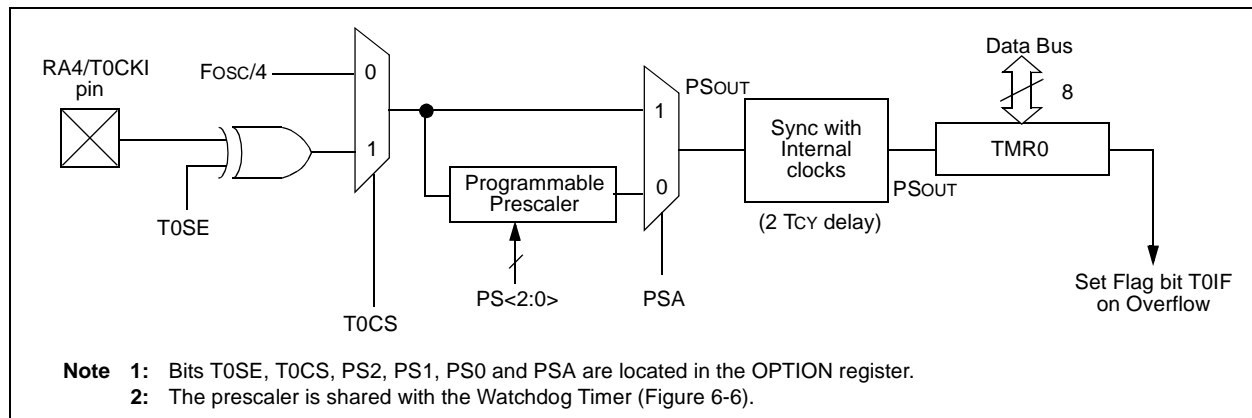 RA4/T0CKI
pin
FOSC/4
T0SE
0
1
T0CS
Programmable
Prescaler
PS<2:0>
1
0
PSA
PSOUT
Sync with
Internal
clocks
(2 TCY delay)
PSOUT
Data Bus
8
TMR0
Set Flag bit T0IF
on Overflow
Note 1: Bits T0SE, T0CS, PS2, PS1, PS0 and PSA are located in the OPTION register.
2: The prescaler is shared with the Watchdog Timer (Figure 6-6).